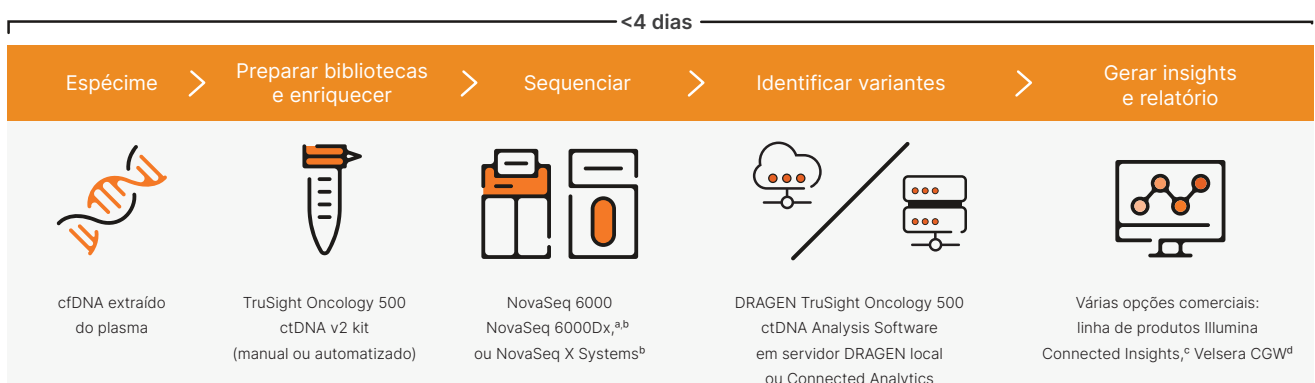 <4 dias
Espécime
Preparar bibliotecas
e enriquecer
Sequenciar
Identificar variantes
Gerar insights
e relatório
cfDNA extraído
do plasma
TruSight Oncology 500
ctDNA v2 kit
(manual ou automatizado)
NovaSeq 6000
NovaSeq 6000Dx,ᵃ,ᵇ
ou NovaSeq X Systemsᵇ
DRAGEN TruSight Oncology 500
ctDNA Analysis Software
em servidor DRAGEN local
ou Connected Analytics
Várias opções comerciais:
linha de produtos Illumina
Connected Insights,ᶜ Velsera CGWᵈ